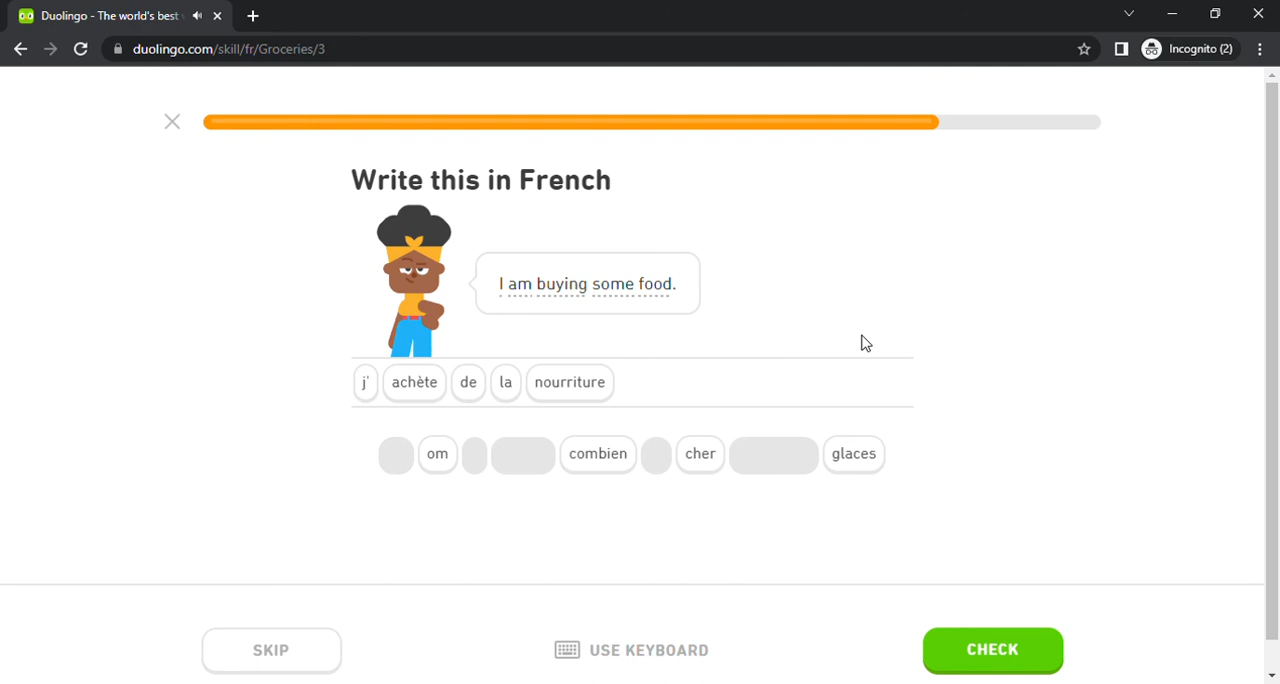 Duolingo - The world's best
duolingo.com/skill/fr/Groceries/3
Incognito (2)
Write this in French
I am buying some food.
j' achète de la nourriture
om combien cher glaces
SKIP
USE KEYBOARD
CHECK